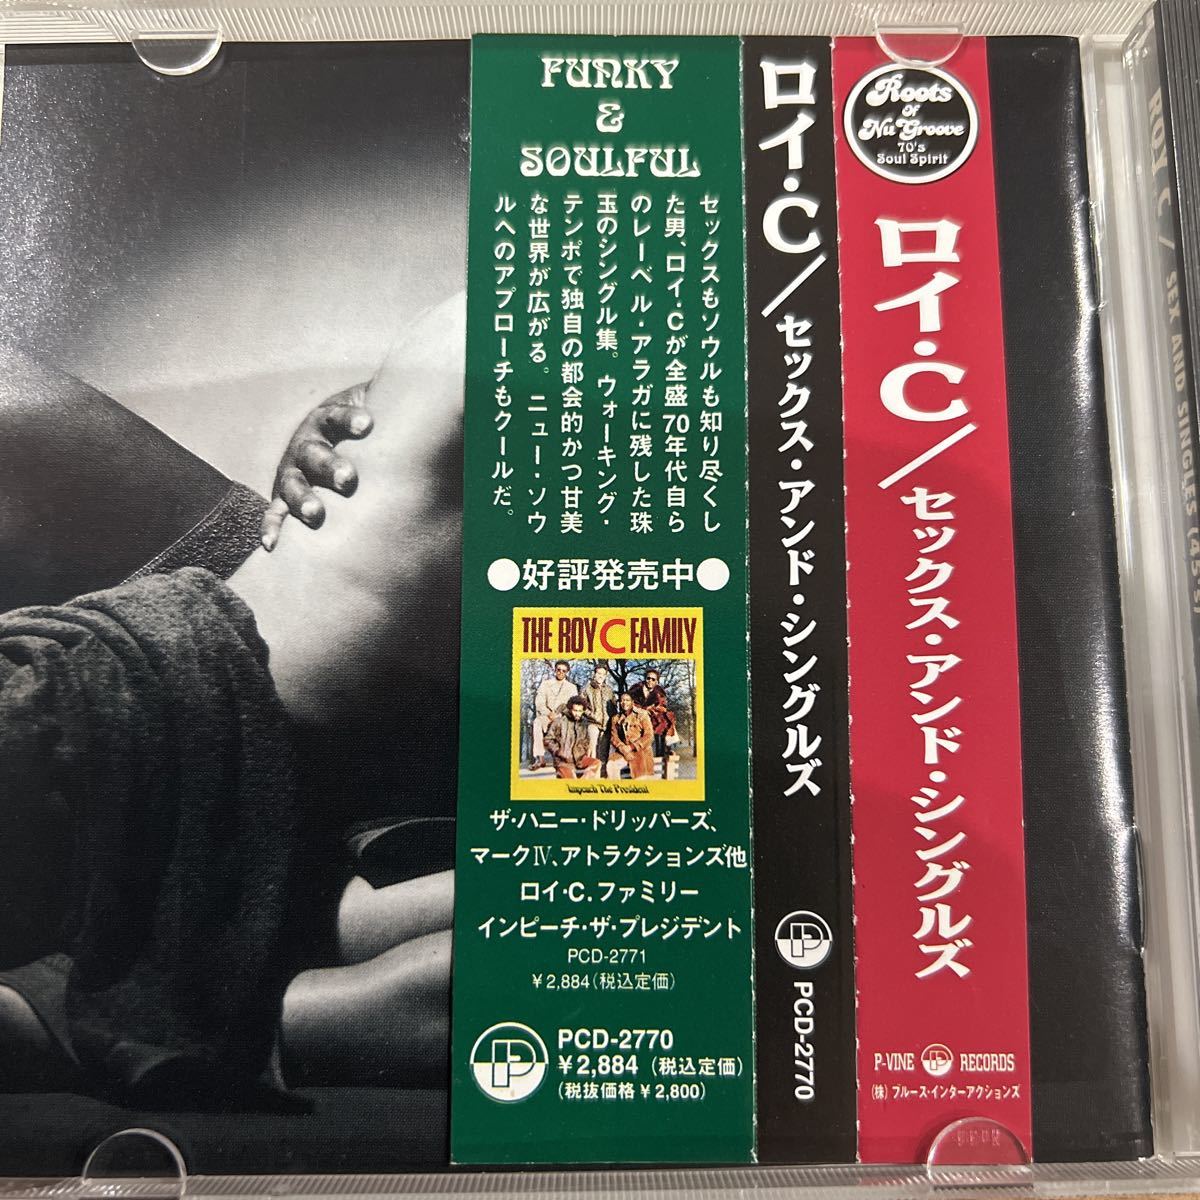 FUNKY
&
SOULFUL
セックスもソウルも知り尽くし
た男、ロイ・Cが全盛70年代自ら
のレーベル・アラガに残した珠
玉のシングル集。ウォーキング・
テンポで独自の都会的かつ甘美
な世界が広がる。ニュー・ソウ
ルへのアプローチもクールだ。
●好評発売中●
THE ROY C FAMILY
Impeach The President
ザ・ハニー・ドリッパーズ、
マークⅣ、アトラクションズ他
ロイ・C.ファミリー
インピーチ・ザ・プレジデント
PCD-2771
￥2,884(税込定価)
P
PCD-2770
￥2,884(税込定価)
(税抜価格￥2,800)
ロイ・C/セックス・アンド・シングルズ
P
PCD-2770
Roots
Of
Nu Groove
70's
Soul Spirit
ロイ・C/セックス・アンド・シングルズ
P-VINE P RECORDS
(株)ブルース・インターアクションズ
ROY C / SEX AND SINGLES (45's